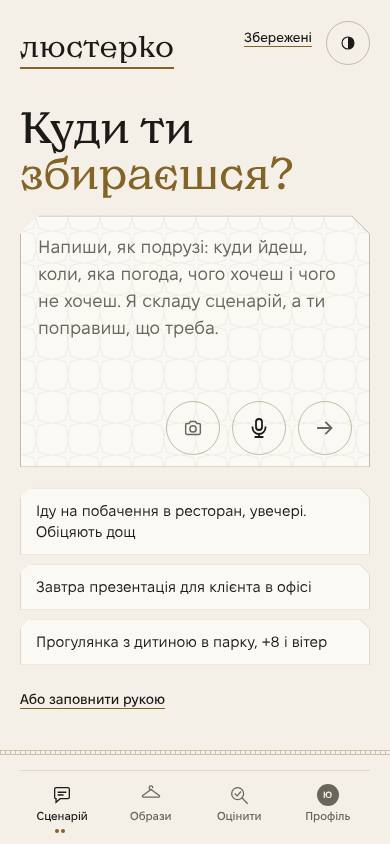 люстерко
Збережені
Куди ти
збираєшся?
Напиши, як подрузі: куди йдеш,
коли, яка погода, чого хочеш і чого
не хочеш. Я складу сценарій, а ти
поправиш, що треба.
Іду на побачення в ресторан, увечері.
Обіцяють дощ
Завтра презентація для клієнта в офісі
Прогулянка з дитиною в парку, +8 і вітер
Або заповнити рукою
Ю
Сценарій Образи Оцінити Профіль